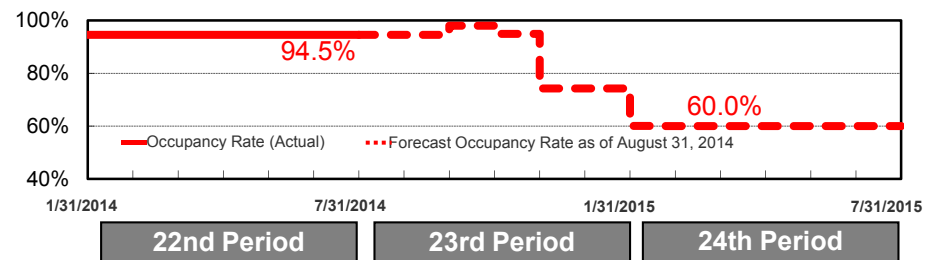 100%
94.5%
80%
60.0%
60%
Occupancy Rate (Actual) Forecast Occupancy Rate as of August 31, 2014
40%
1/31/2014 7/31/2014 1/31/2015 7/31/2015
22nd Period 23rd Period 24th Period